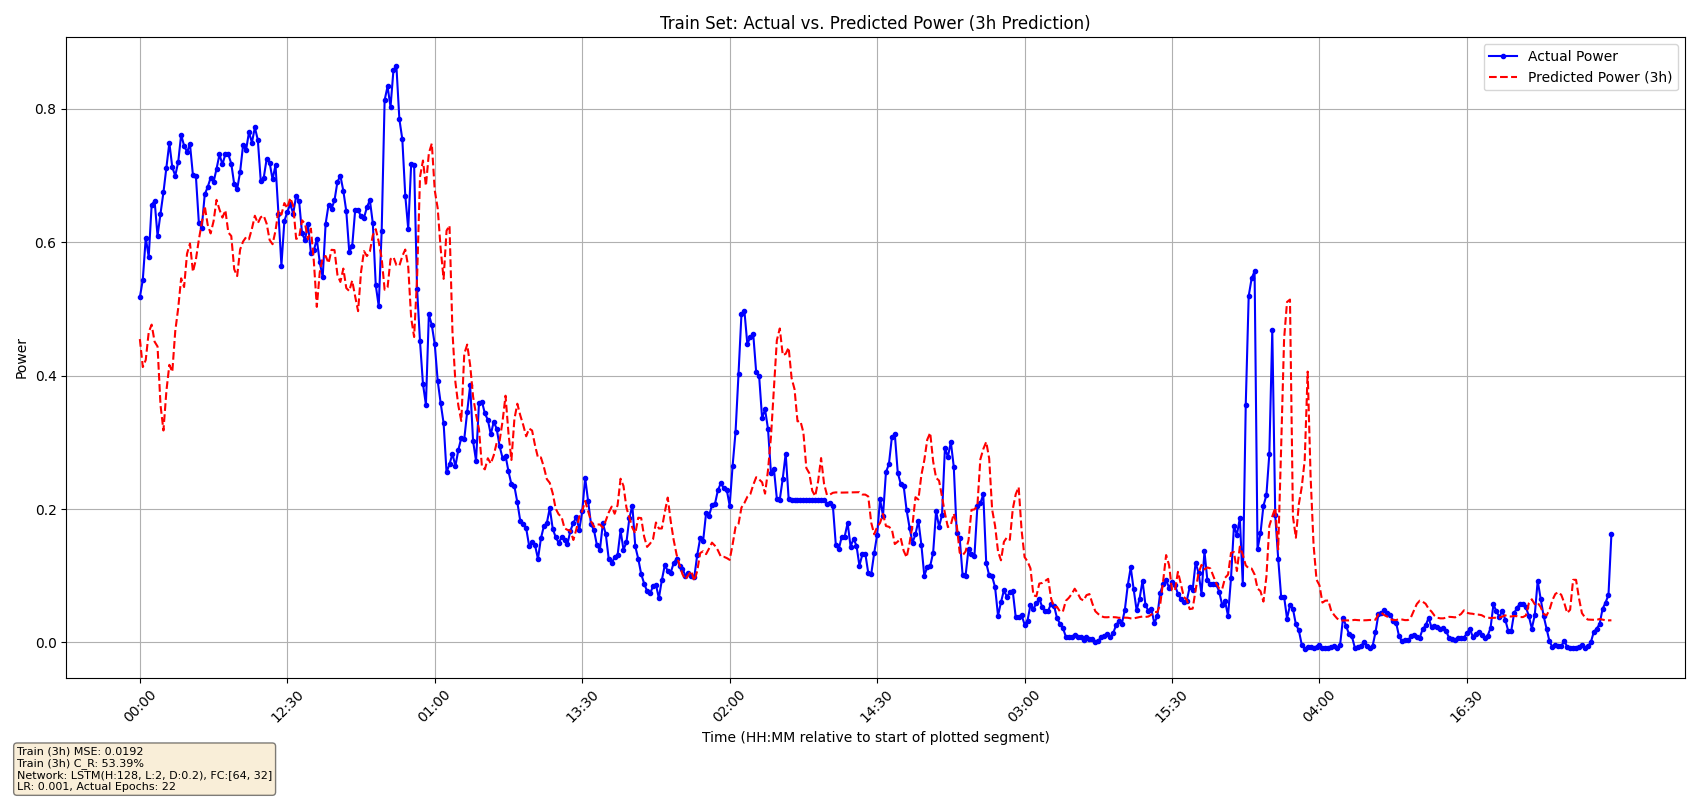 Train Set: Actual vs. Predicted Power (3h Prediction)
Actual Power
Predicted Power (3h)
Power
0.8
0.6
0.4
0.2
0.0
00:00
12:30
01:00
13:30
02:00
14:30
03:00
15:30
04:00
16:30
Time (HH:MM relative to start of plotted segment)
Train (3h) MSE: 0.0192
Train (3h) C_R: 53.39%
Network: LSTM(H:128, L:2, D:0.2), FC:[64, 32]
LR: 0.001, Actual Epochs: 22